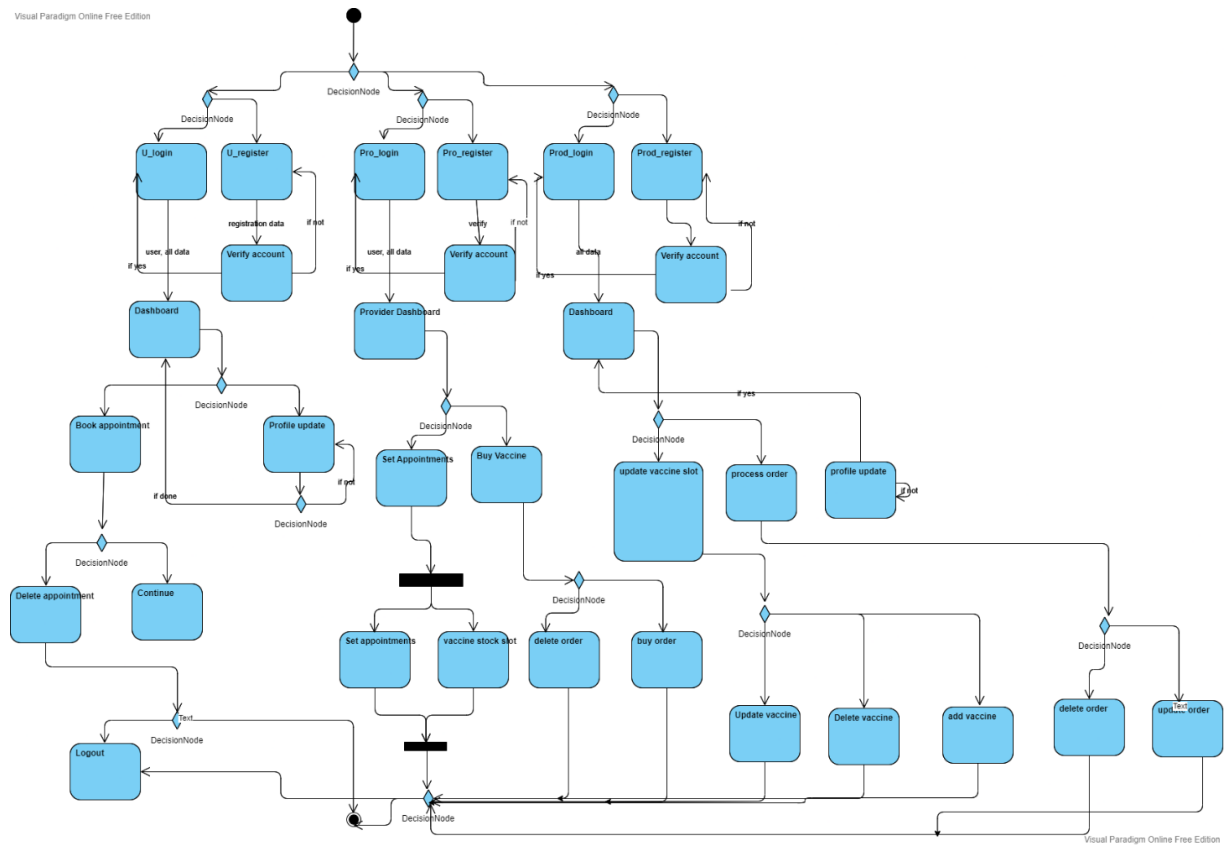 Visual Paradigm Online Free Edition
DecisionNode
DecisionNode
DecisionNode
DecisionNode
U_login
U_register
Pro_login
Pro_register
Prod_login
Prod_register
registration data
if not
verify
if not
if not
user, all data
Verify account
user, all data
Verify account
all data
Verify account
if yes
if yes
if yes
Dashboard
Provider Dashboard
Dashboard
if yes
DecisionNode
Book appointment
Profile update
DecisionNode
DecisionNode
Set Appointments
Buy Vaccine
update vaccine slot
process order
profile update
if not
if not
if done
DecisionNode
DecisionNode
Delete appointment
Continue
DecisionNode
Set appointments
vaccine stock slot
delete order
buy order
DecisionNode
DecisionNode
Text
DecisionNode
Update vaccine
Delete vaccine
add vaccine
delete order
update order
Text
Logout
DecisionNode
Visual Paradigm Online Free Edition